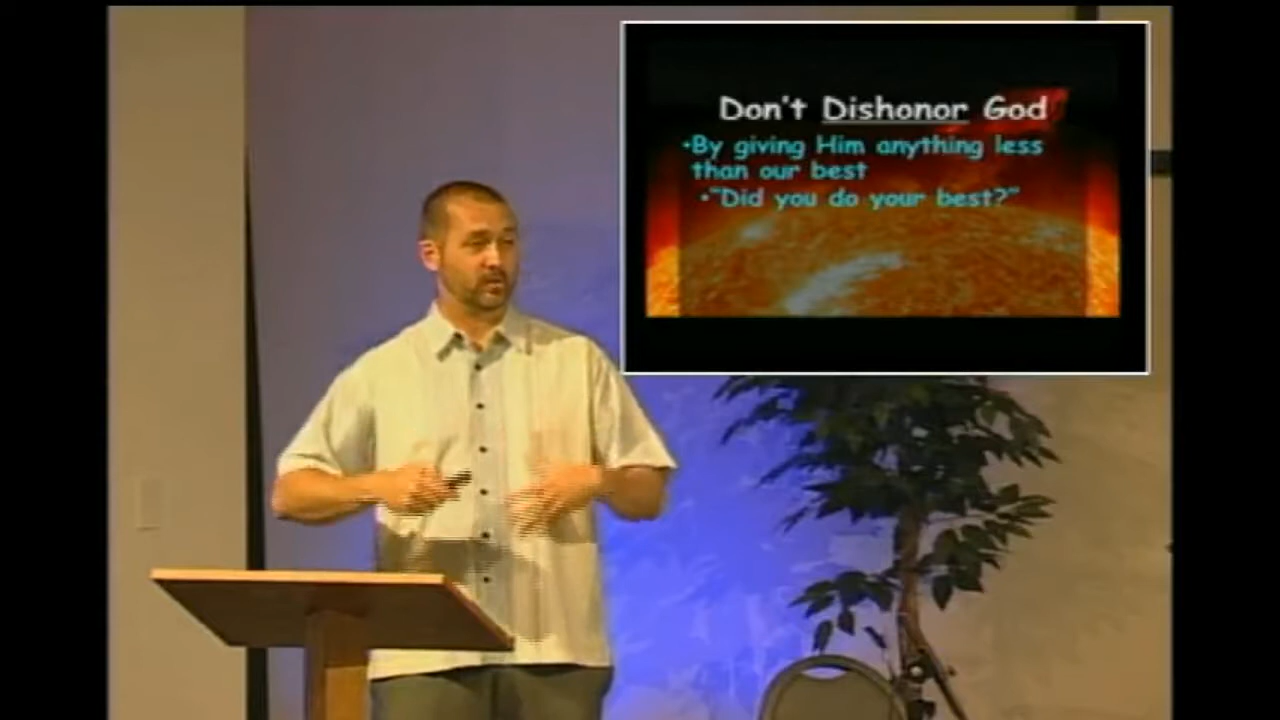 Don't Dishonor God
•By giving Him anything less
than our best
•"Did you do your best?"